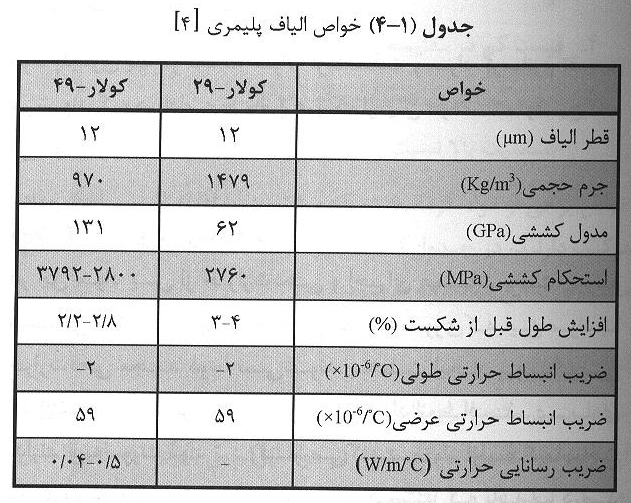 جدول (۱-۴) خواص الیاف پلیمری [۴]
خواص کولار-۲۹ کولار-۴۹
قطر الیاف (μm) ۱۲ ۱۲
جرم حجمی(Kg/m³) ۱۴۷۹ ۹۷۰
مدول کششی(GPa) ۶۲ ۱۳۱
استحکام کششی(MPa) ۲۷۶۰ ۳۷۹۲-۲۸۰۰
افزایش طول قبل از شکست (%) ۳-۴ ۲/۲-۲/۸
ضریب انبساط حرارتی طولی(×10⁻⁶/°C) -۲ -۲
ضریب انبساط حرارتی عرضی(×10⁻⁶/°C) ۵۹ ۵۹
ضریب رسانایی حرارتی (W/m/°C) - ۰/۰۴-۰/۵